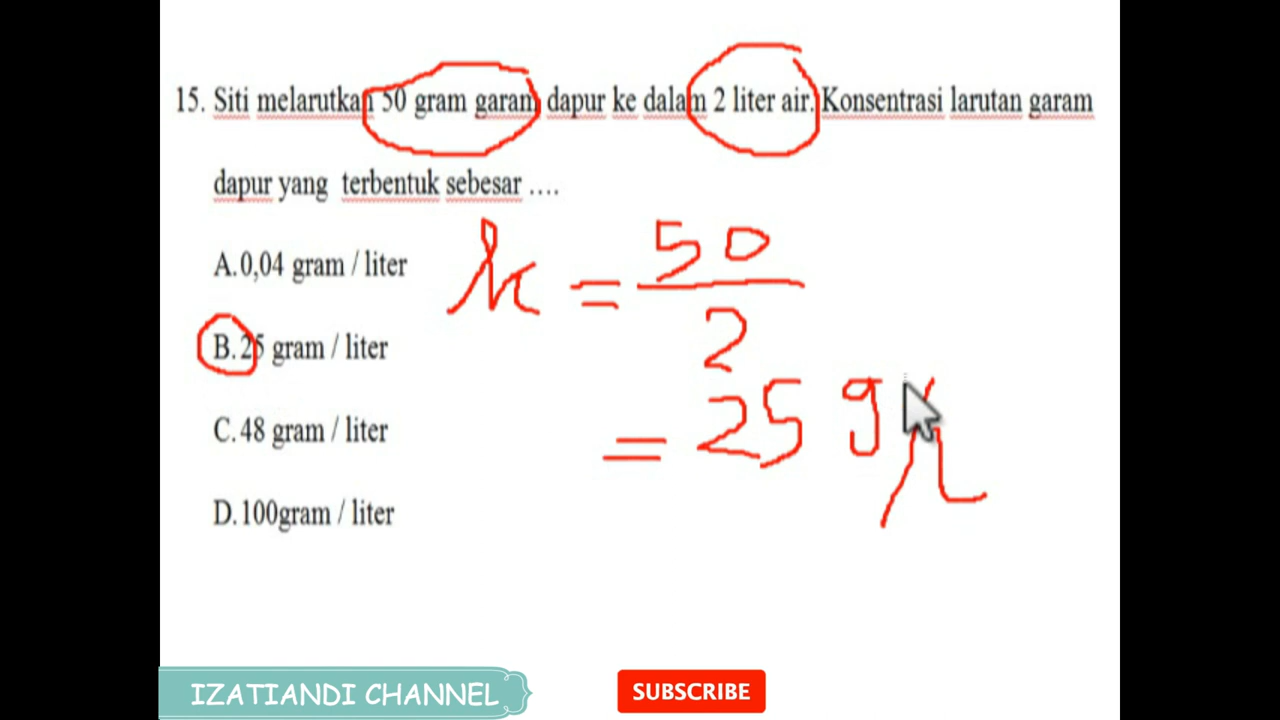 15. Siti melarutkan 50 gram garam dapur ke dalam 2 liter air. Konsentrasi larutan garam
dapur yang terbentuk sebesar ….
A. 0,04 gram / liter
B. 25 gram / liter
C. 48 gram / liter
D. 100gram / liter
k = 50
2
= 25 g/l
IZATIANDI CHANNEL
SUBSCRIBE